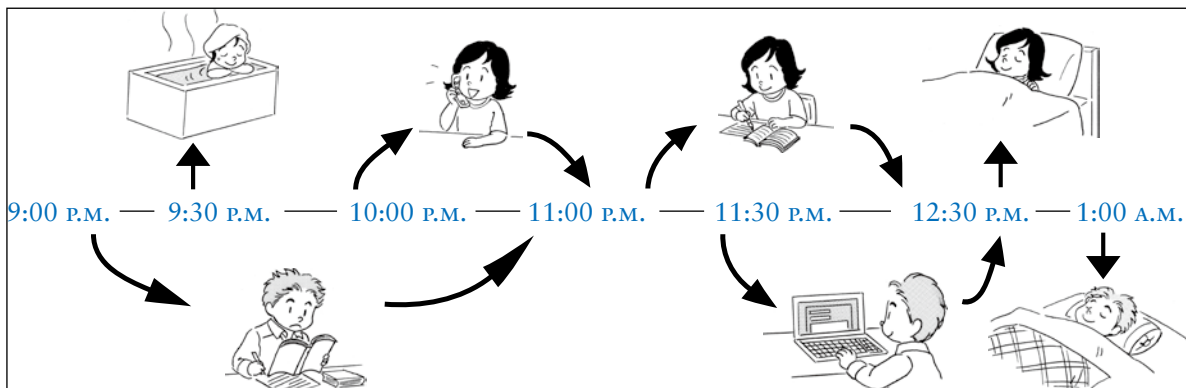 9:00 P.M. — 9:30 P.M. — 10:00 P.M. — 11:00 P.M. — 11:30 P.M. — 12:30 P.M. — 1:00 A.M.